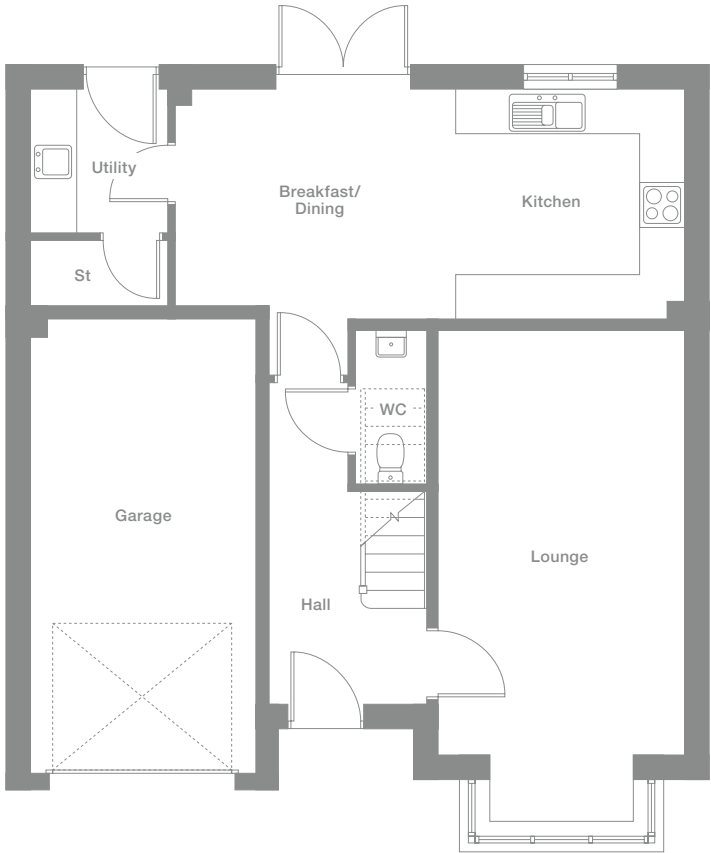 Utility
Breakfast/
Dining
Kitchen
St
WC
Garage
Lounge
Hall